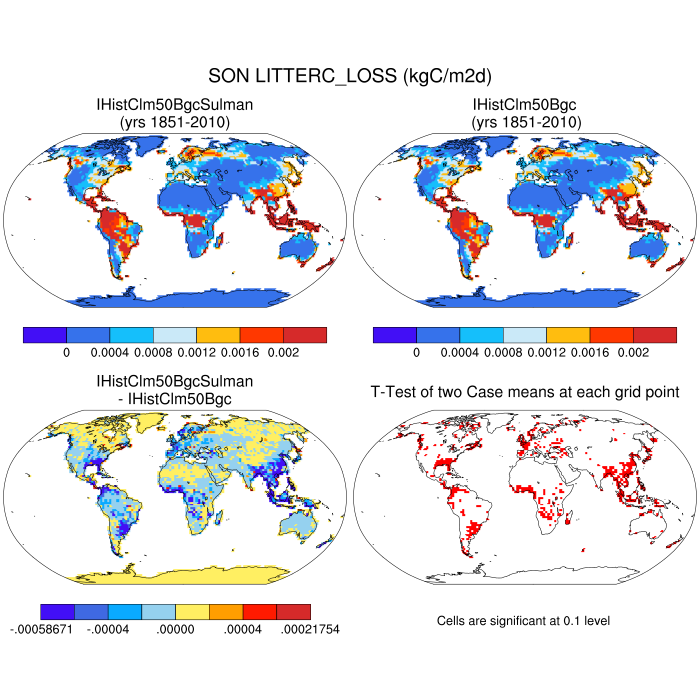 SON LITTERC_LOSS (kgC/m2d)
IHistClm50BgcSulman
(yrs 1851-2010)
IHistClm50Bgc
(yrs 1851-2010)
0 0.0004 0.0008 0.0012 0.0016 0.002
0 0.0004 0.0008 0.0012 0.0016 0.002
IHistClm50BgcSulman
- IHistClm50Bgc
T-Test of two Case means at each grid point
-.00058671 -.00004 .00000 .00004 .00021754
Cells are significant at 0.1 level